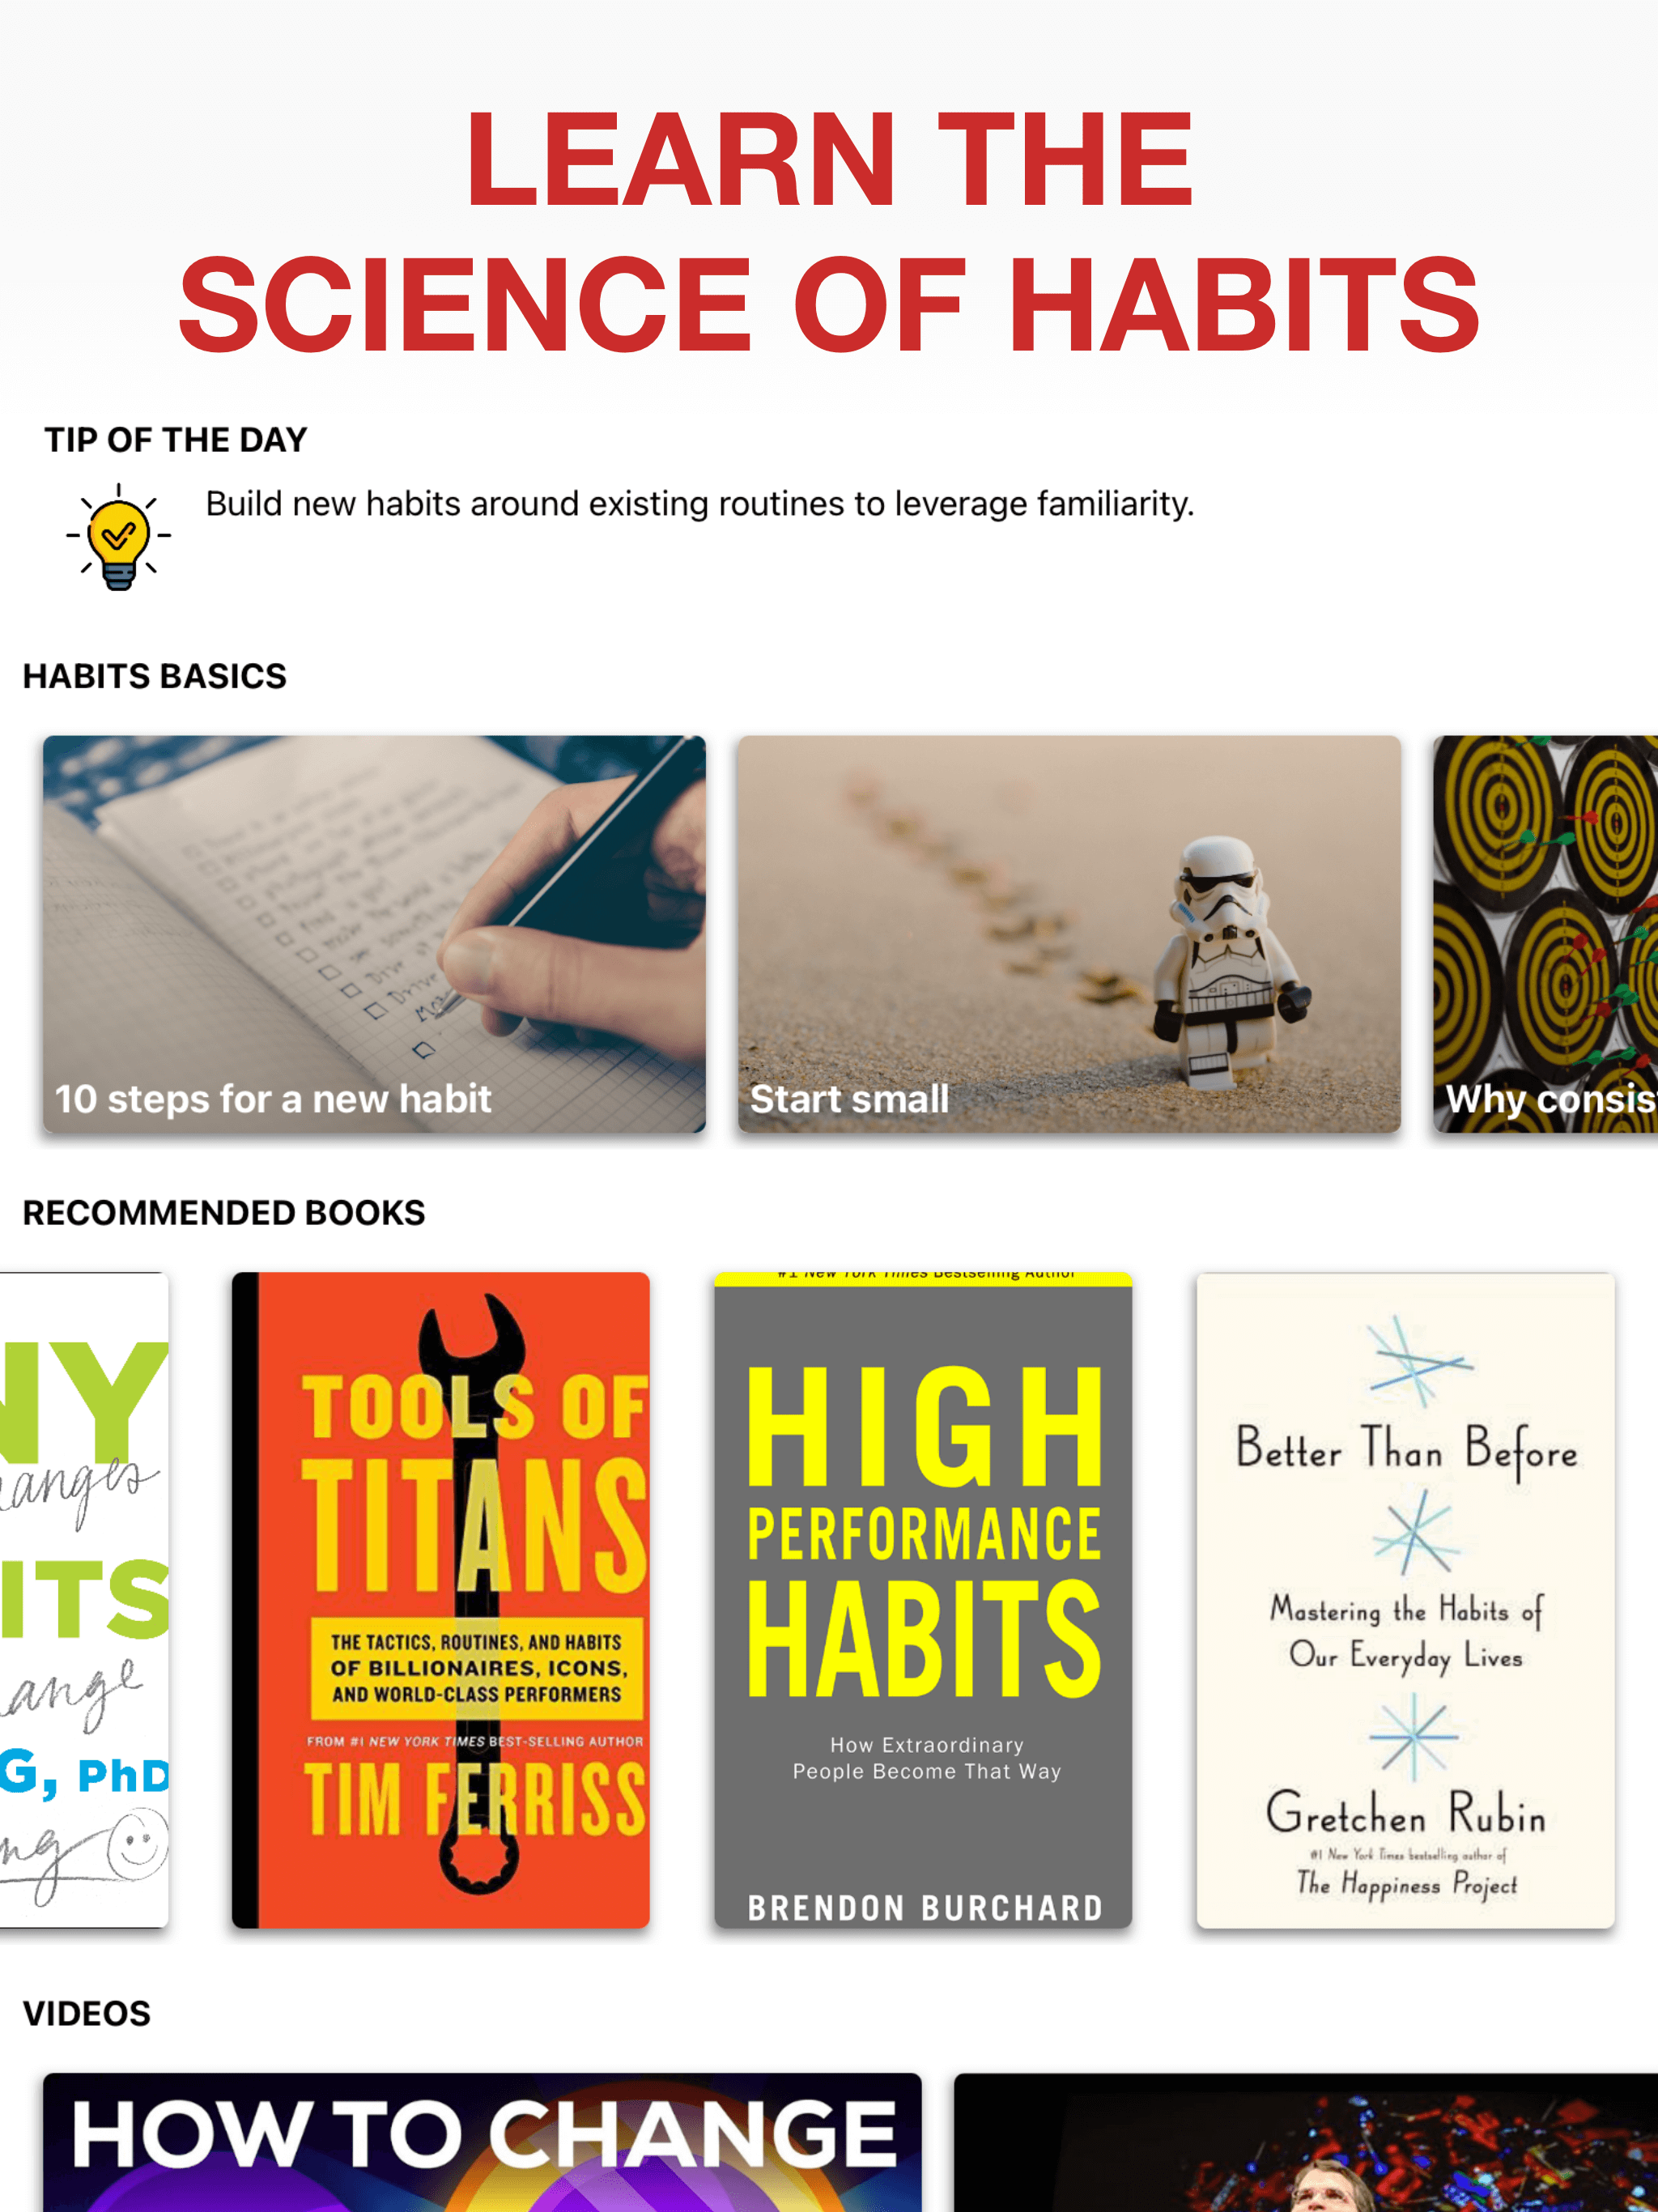 LEARN THE
SCIENCE OF HABITS
TIP OF THE DAY
Build new habits around existing routines to leverage familiarity.
HABITS BASICS
10 steps for a new habit
Start small
Why consis
RECOMMENDED BOOKS
NY
anges
ITS
ange
G, PhD
ng
TOOLS OF
TITANS
THE TACTICS, ROUTINES, AND HABITS
OF BILLIONAIRES, ICONS,
AND WORLD-CLASS PERFORMERS
FROM #1 NEW YORK TIMES BEST-SELLING AUTHOR
TIM FERRISS
#1 New York Times Bestselling Author
HIGH
PERFORMANCE
HABITS
How Extraordinary
People Become That Way
BRENDON BURCHARD
Better Than Before
Mastering the Habits of
Our Everyday Lives
Gretchen Rubin
#1 New York Times bestselling author of
The Happiness Project
VIDEOS
HOW TO CHANGE